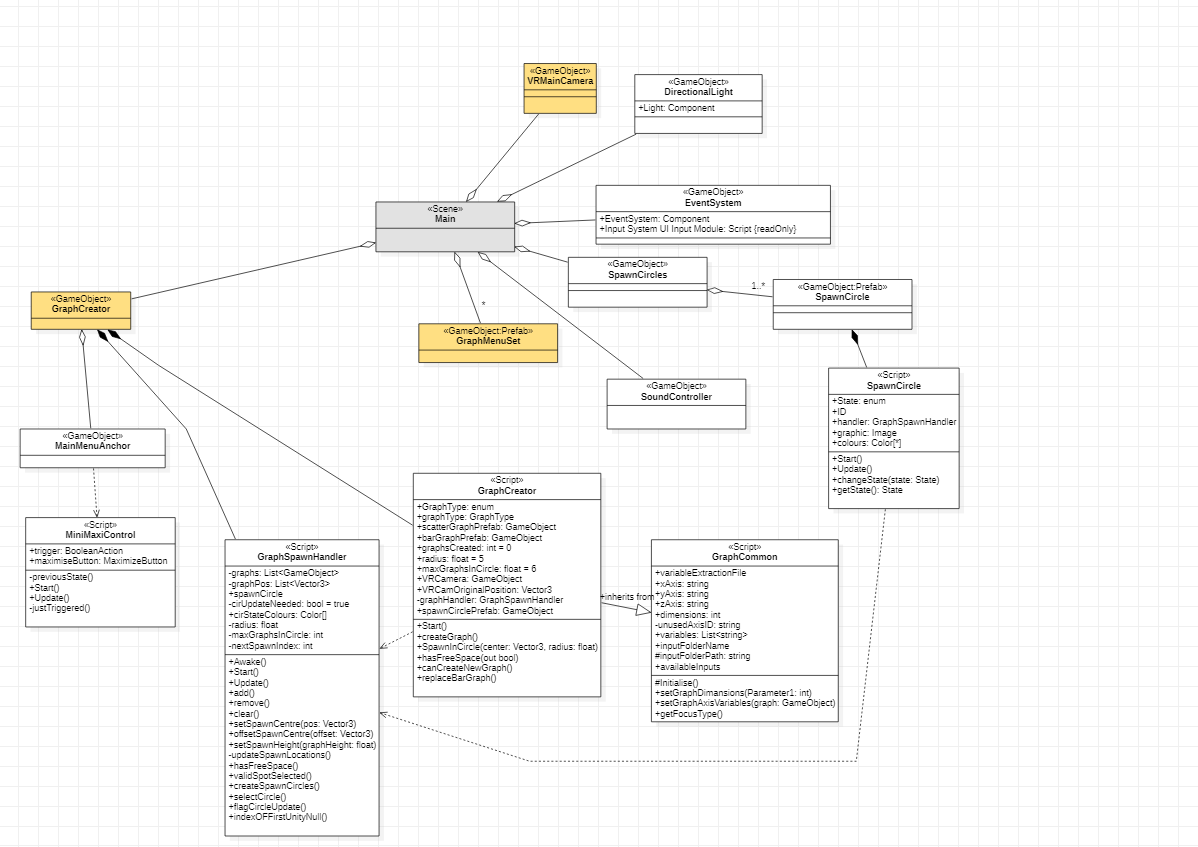 «GameObject»
VRMainCamera
«GameObject»
DirectionalLight
+Light: Component
«Scene»
Main
«GameObject»
EventSystem
+EventSystem: Component
+Input System UI Input Module: Script {readOnly}
«GameObject»
SpawnCircles
1..*
«GameObject:Prefab»
SpawnCircle
«GameObject»
GraphCreator
*
«GameObject:Prefab»
GraphMenuSet
«GameObject»
SoundController
«Script»
SpawnCircle
+State: enum
+ID
+handler: GraphSpawnHandler
+graphic: Image
+colours: Color[*]
+Start()
+Update()
+changeState(state: State)
+getState(): State
«GameObject»
MainMenuAnchor
«Script»
MiniMaxiControl
+trigger: BooleanAction
+maximiseButton: MaximizeButton
-previousState()
+Start()
+Update()
-justTriggered()
«Script»
GraphSpawnHandler
-graphs: List<GameObject>
-graphPos: List<Vector3>
+spawnCircle
-cirUpdateNeeded: bool = true
+cirStateColours: Color[]
-radius: float
-maxGraphsInCircle: int
-nextSpawnIndex: int
+Awake()
+Start()
+Update()
+add()
+remove()
+clear()
+setSpawnCentre(pos: Vector3)
+offsetSpawnCentre(offset: Vector3)
+setSpawnHeight(graphHeight: float)
-updateSpawnLocations()
+hasFreeSpace()
+validSpotSelected()
+createSpawnCircles()
+selectCircle()
+flagCircleUpdate()
+indexOFFirstUnityNull()
«Script»
GraphCreator
+GraphType: enum
+graphType: GraphType
+scatterGraphPrefab: GameObject
+barGraphPrefab: GameObject
+graphsCreated: int = 0
+radius: float = 5
+maxGraphsInCircle: float = 6
+VRCamera: GameObject
+VRCamOriginalPosition: Vector3
-graphHandler: GraphSpawnHandler
+spawnCirclePrefab: GameObject
+Start()
+createGraph()
+SpawnInCircle(center: Vector3, radius: float)
+hasFreeSpace(out bool)
+canCreateNewGraph()
+replaceBarGraph()
+inherits from
«Script»
GraphCommon
+variableExtractionFile
+xAxis: string
+yAxis: string
+zAxis: string
+dimensions: int
-unusedAxisID: string
+variables: List<string>
+inputFolderName
#inputFolderPath: string
+availableInputs
#Initialise()
+setGraphDimansions(Parameter1: int)
+setGraphAxisVariables(graph: GameObject)
+getFocusType()